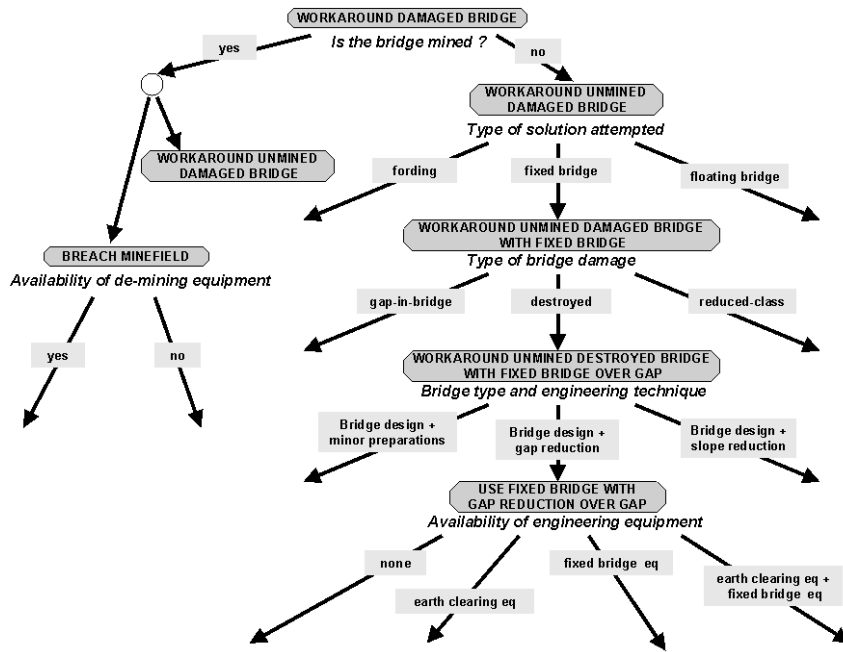 WORKAROUND DAMAGED BRIDGE
Is the bridge mined ?
yes
no
WORKAROUND UNMINED
DAMAGED BRIDGE
Type of solution attempted
WORKAROUND UNMINED
DAMAGED BRIDGE
fording
fixed bridge
floating bridge
WORKAROUND UNMINED DAMAGED BRIDGE
WITH FIXED BRIDGE
Type of bridge damage
BREACH MINEFIELD
Availability of de-mining equipment
gap-in-bridge
destroyed
reduced-class
yes
no
WORKAROUND UNMINED DESTROYED BRIDGE
WITH FIXED BRIDGE OVER GAP
Bridge type and engineering technique
Bridge design +
minor preparations
Bridge design +
gap reduction
Bridge design +
slope reduction
USE FIXED BRIDGE WITH
GAP REDUCTION OVER GAP
Availability of engineering equipment
none
earth clearing eq
fixed bridge eq
earth clearing eq +
fixed bridge eq